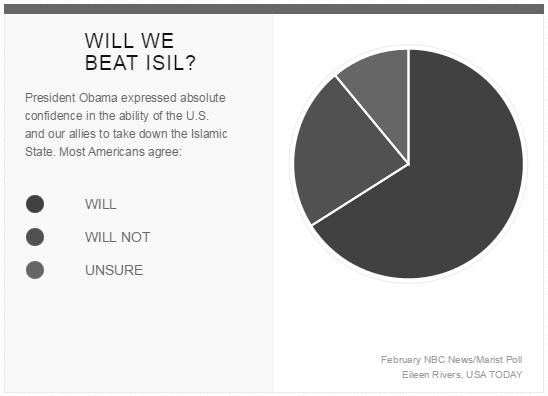 WILL WE
BEAT ISIL?
President Obama expressed absolute
confidence in the ability of the U.S.
and our allies to take down the Islamic
State. Most Americans agree:
WILL
WILL NOT
UNSURE
February NBC News/Marist Poll
Eileen Rivers, USA TODAY